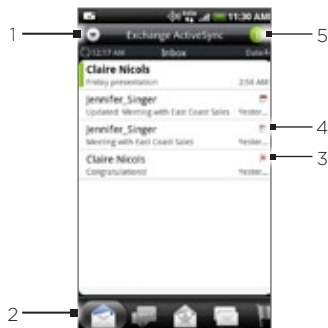 11:30 AM
1
Exchange ActiveSync
5
12:17 AM Inbox Date
Claire Nicols
Friday presentation 2:58 AM
Jennifer_Singer
Updated: Meeting with East Coast Sales Yester...
Jennifer_Singer
4
Meeting with East Coast Sales Yester...
Claire Nicols
3
Congratulations! Yester...
2